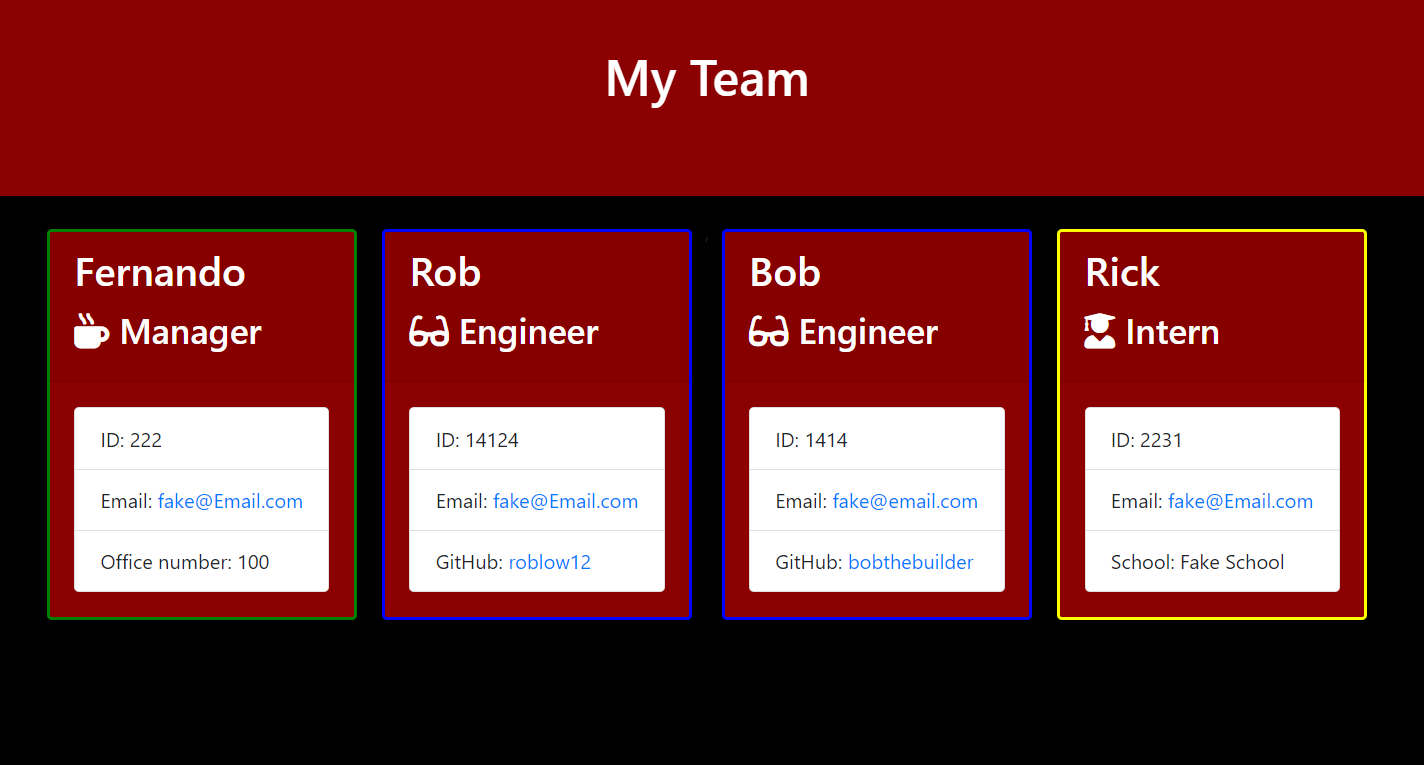 My Team
Fernando
Manager
ID: 222
Email: fake@Email.com
Office number: 100
Rob
Engineer
ID: 14124
Email: fake@Email.com
GitHub: roblow12
Bob
Engineer
ID: 1414
Email: fake@email.com
GitHub: bobthebuilder
Rick
Intern
ID: 2231
Email: fake@Email.com
School: Fake School